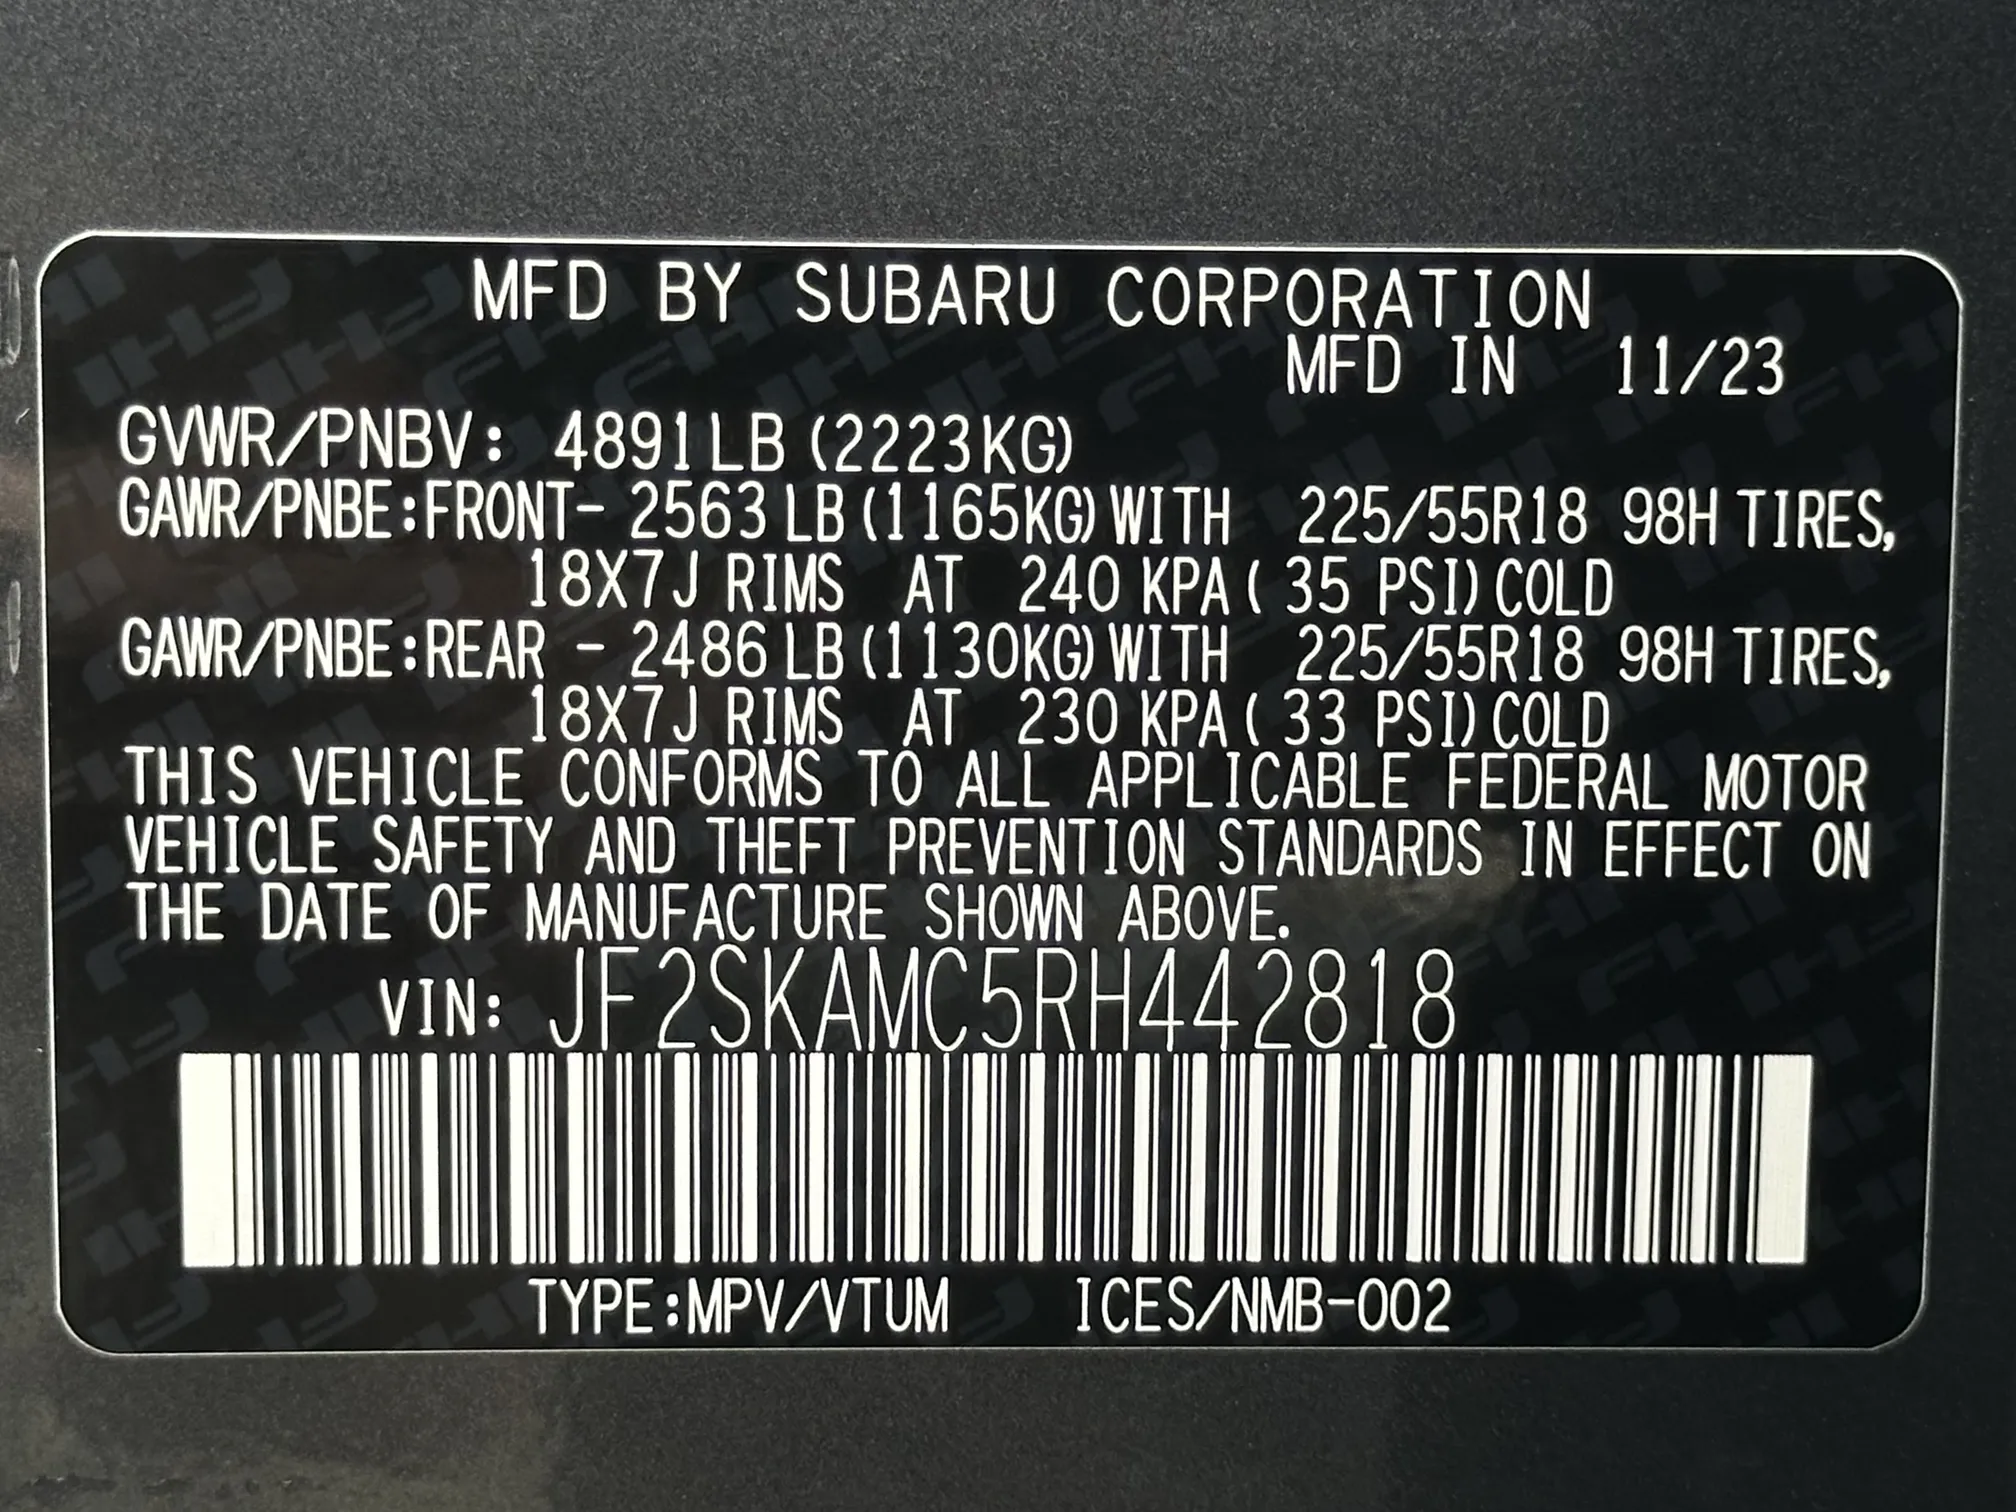 MFD BY SUBARU CORPORATION
MFD IN 11/23
GVWR/PNBV: 4891LB (2223KG)
GAWR/PNBE:FRONT- 2563 LB (1165KG) WITH 225/55R18 98H TIRES,
18X7J RIMS AT 240 KPA ( 35 PSI) COLD
GAWR/PNBE:REAR - 2486 LB (1130KG) WITH 225/55R18 98H TIRES,
18X7J RIMS AT 230 KPA ( 33 PSI) COLD
THIS VEHICLE CONFORMS TO ALL APPLICABLE FEDERAL MOTOR
VEHICLE SAFETY AND THEFT PREVENTION STANDARDS IN EFFECT ON
THE DATE OF MANUFACTURE SHOWN ABOVE.
VIN: JF2SKAMC5RH442818
TYPE:MPV/VTUM ICES/NMB-002